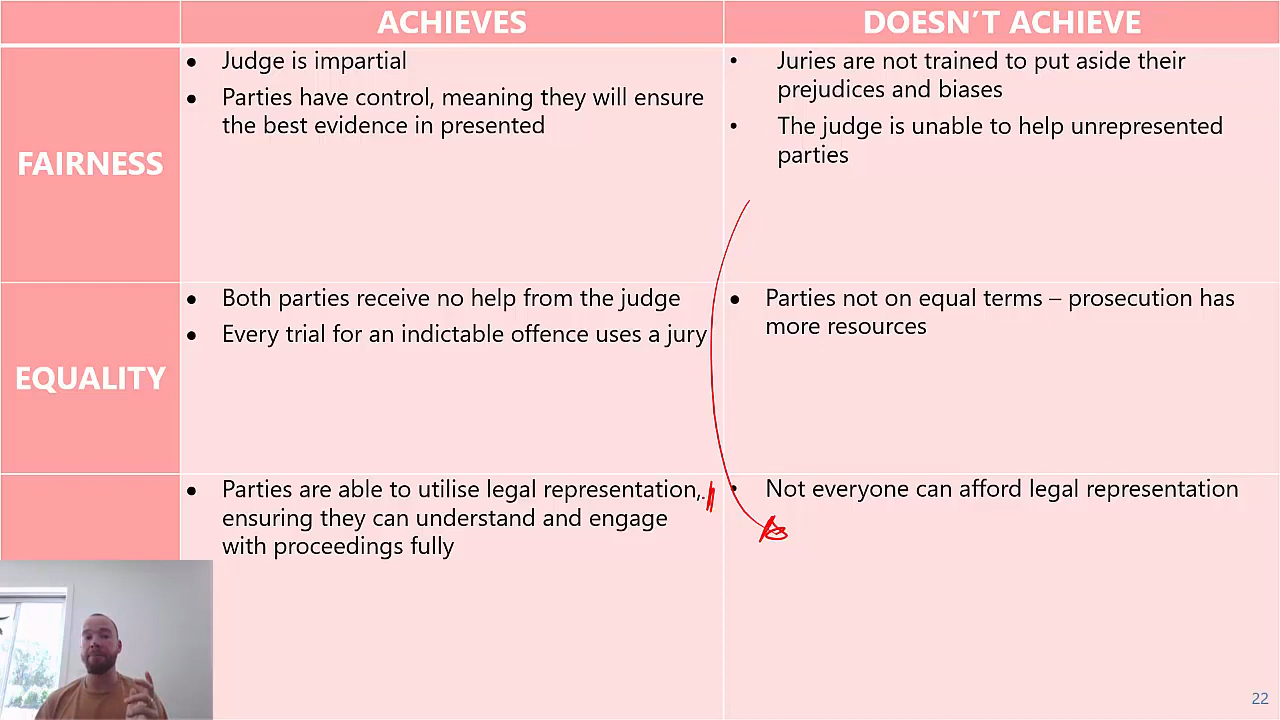 ACHIEVES
DOESN'T ACHIEVE
FAIRNESS
● Judge is impartial
● Parties have control, meaning they will ensure
the best evidence in presented
• Juries are not trained to put aside their
prejudices and biases
• The judge is unable to help unrepresented
parties
EQUALITY
● Both parties receive no help from the judge
● Every trial for an indictable offence uses a jury
● Parties not on equal terms – prosecution has
more resources
● Parties are able to utilise legal representation,.
ensuring they can understand and engage
with proceedings fully
• Not everyone can afford legal representation
22